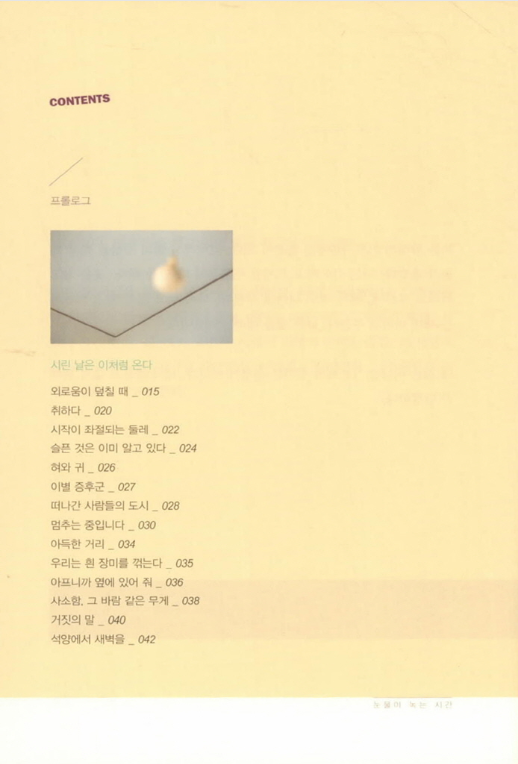 CONTENTS
프롤로그
시린 날은 이처럼 온다
외로움이 덮칠 때 _ 015
취하다 _ 020
시작이 좌절되는 둘레 _ 022
슬픈 것은 이미 알고 있다 _ 024
혀와 귀 _ 026
이별 증후군 _ 027
떠나간 사람들의 도시 _ 028
멈추는 중입니다 _ 030
아득한 거리 _ 034
우리는 흰 장미를 꺾는다 _ 035
아프니까 옆에 있어 줘 _ 036
사소함, 그 바람 같은 무게 _ 038
거짓의 말 _ 040
석양에서 새벽을 _ 042
눈물이 녹는 시간